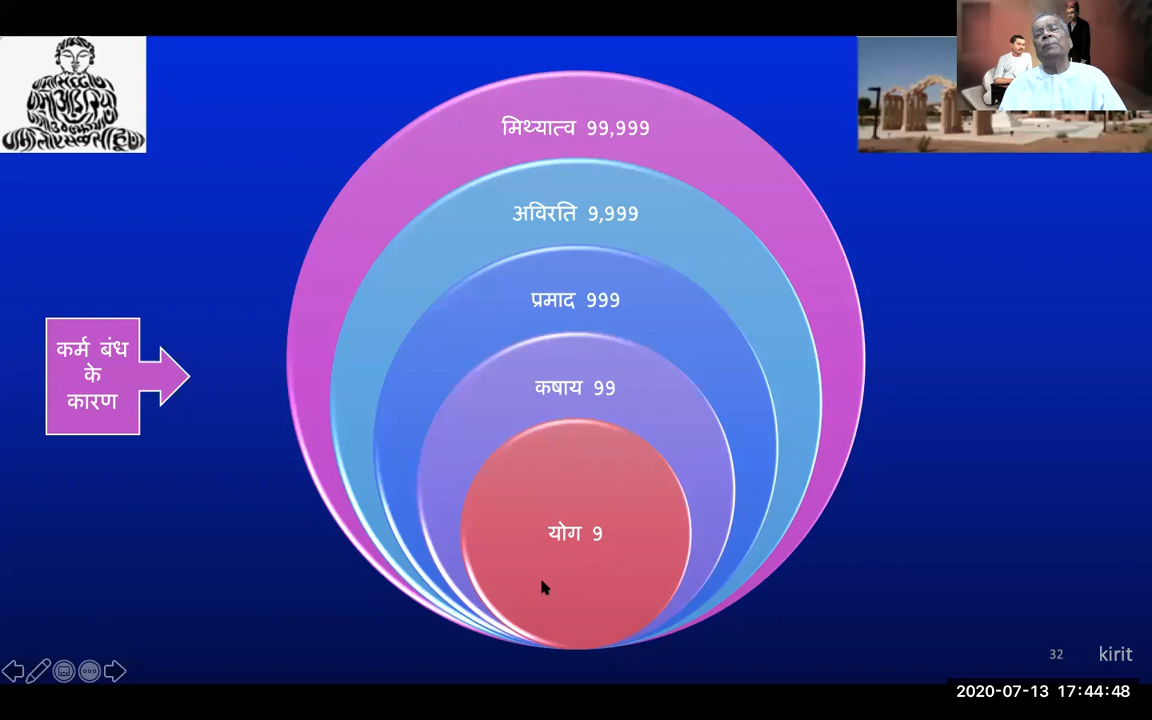 मिथ्यात्व 99,999
अविरति 9,999
प्रमाद 999
कषाय 99
योग 9
कर्म बंध
के
कारण
32
kirit
2020-07-13 17:44:48